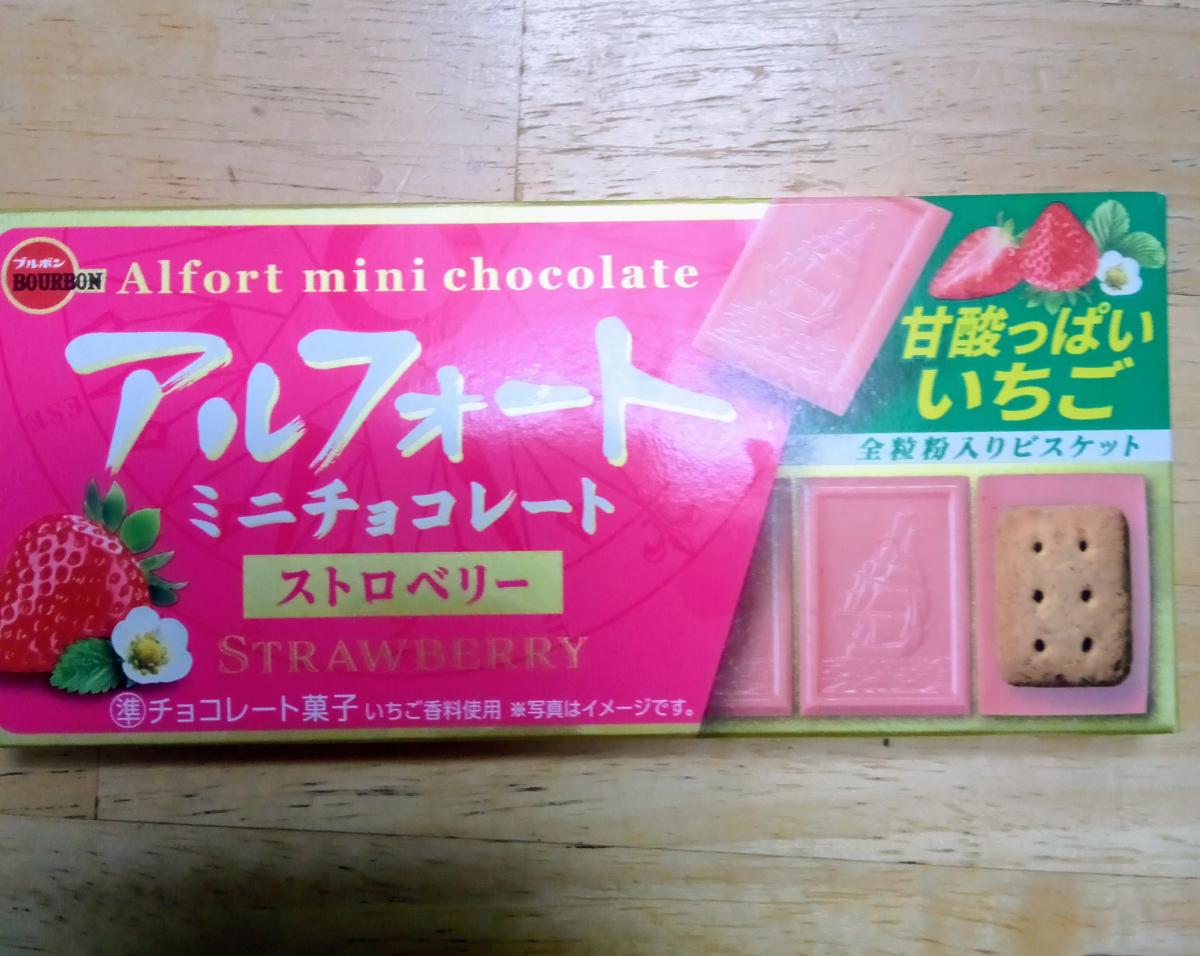 ブルボン
BOURBON
Alfort mini chocolate
アルフォート
ミニチョコレート
ストロベリー
STRAWBERRY
㊜チョコレート菓子 いちご香料使用 ※写真はイメージです。
甘酸っぱい
いちご
全粒粉入りビスケット